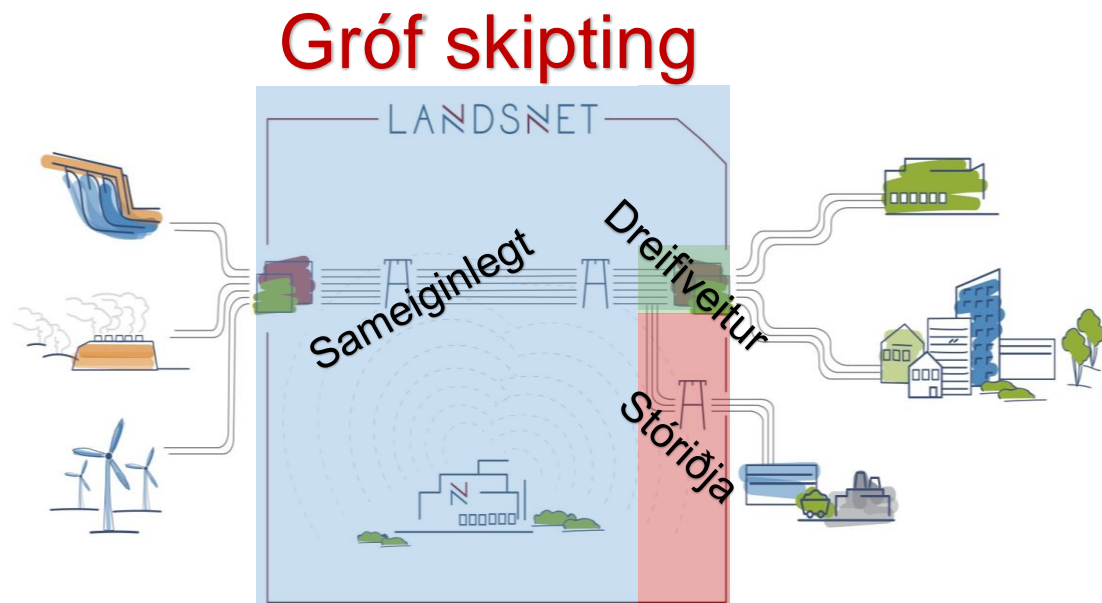 Gróf skipting
LANDSNET
Dreifiveitur
Sameiginlegt
Stóriðja
N